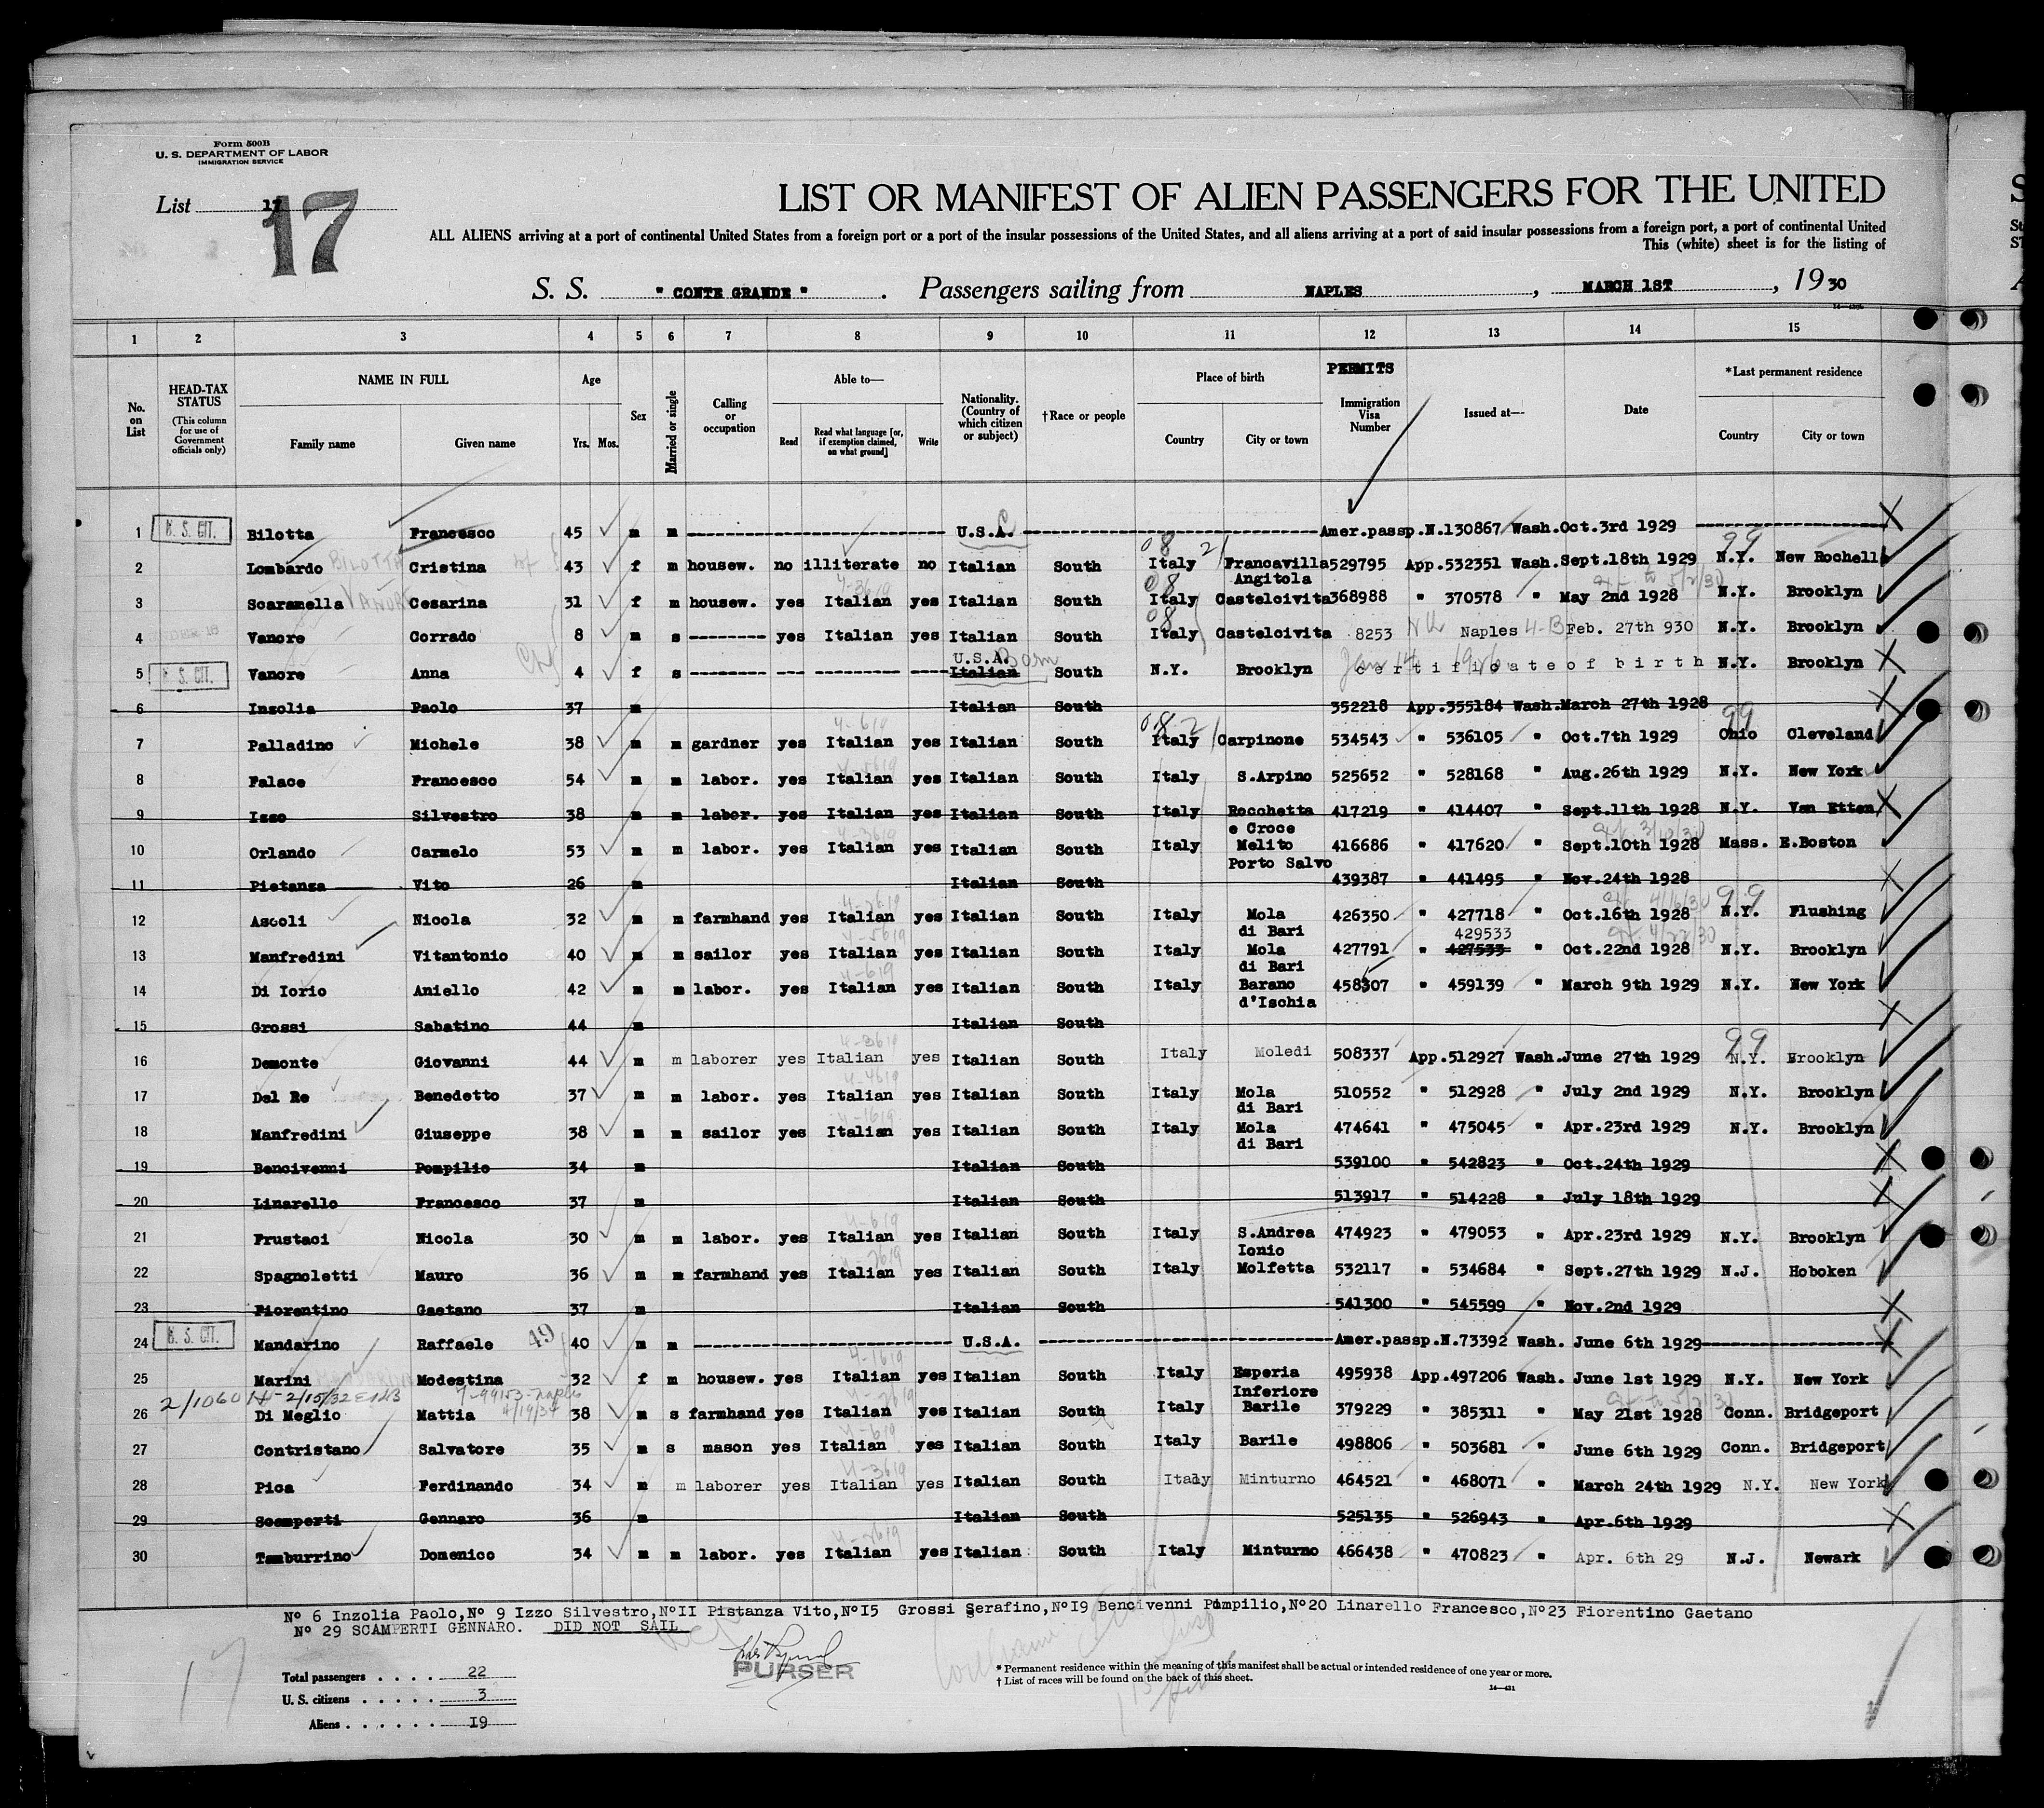 Form 500B
U. S. DEPARTMENT OF LABOR
IMMIGRATION SERVICE
List 17
17
LIST OR MANIFEST OF ALIEN PASSENGERS FOR THE UNITED
ALL ALIENS arriving at a port of continental United States from a foreign port or a port of the insular possessions of the United States, and all aliens arriving at a port of said insular possessions from a foreign port, a port of continental United
This (white) sheet is for the listing of
S. S. " CONTE GRANDE " . Passengers sailing from NAPLES , MARCH 1ST , 1930
1 2 3 4 5 6 7 8 9 10 11 12 13 14 15
No. on List
HEAD-TAX STATUS (This column for use of Government officials only)
NAME IN FULL Family name Given name
Age Yrs. Mos.
Sex
Married or single
Calling or occupation
Able to— Read Read what language [or, if exemption claimed, on what ground] Write
Nationality. (Country of which citizen or subject)
†Race or people
Place of birth Country City or town
PERMITS
Immigration Visa Number
Issued at—
Date
*Last permanent residence Country City or town
1 U. S. CIT. Bilotta Francesco 45 m m U.S.A. Amer.passp.N.130867 Wash.Oct.3rd 1929
2 Lombardo BILOTTA Cristina 43 f m housew. no illiterate no Italian South Italy Francavilla Angitola 529795 App.532351 Wash.Sept.18th 1929 N.Y. New Rochell
3 Scaramella VANORE Cesarina 31 f m housew. yes Italian yes Italian South Italy Castelcivita 368988 " 370578 " May 2nd 1928 N.Y. Brooklyn
4 Vanore Corrado 8 m s yes Italian yes Italian South Italy Castelcivita 8253 Naples Feb. 27th 930 N.Y. Brooklyn
5 U. S. CIT. Vanore Anna 4 f s U.S.A. Born Italian South N.Y. Brooklyn certificate of birth N.Y. Brooklyn
6 Inzolia Paolo 37 m Italian South 352218 App.355184 Wash.March 27th 1928
7 Palladino Michele 38 m m gardner yes Italian yes Italian South Italy Carpinone 534543 " 536105 " Oct.7th 1929 Ohio Cleveland
8 Palace Francesco 54 m m labor. yes Italian yes Italian South Italy S.Arpino 525652 " 528168 " Aug.26th 1929 N.Y. New York
9 Izzo Silvestro 38 m m labor. yes Italian yes Italian South Italy Rocchetta e Croce 417219 " 414407 " Sept.11th 1928 N.Y. Van Etten
10 Orlando Carmelo 53 m m labor. yes Italian yes Italian South Italy Melito Porto Salvo 416686 " 417620 " Sept.10th 1928 Mass. E.Boston
11 Pietanza Vito 26 m Italian South 439387 " 441495 " Nov.24th 1928
12 Ascoli Nicola 32 m m farmhand yes Italian yes Italian South Italy Mola di Bari 426350 " 427718 " Oct.16th 1928 N.Y. Flushing
13 Manfredini Vitantonio 40 m m sailor yes Italian yes Italian South Italy Mola di Bari 427791 " 427533 429533 " Oct.22nd 1928 N.Y. Brooklyn
14 Di Iorio Aniello 42 m m labor. yes Italian yes Italian South Italy Barano d'Ischia 458307 " 459139 " March 9th 1929 N.Y. New York
15 Grossi Sabatino 44 m Italian South
16 Demonte Giovanni 44 m m laborer yes Italian yes Italian South Italy Moledi 508337 App.512927 Wash.June 27th 1929 N.Y. Brooklyn
17 Del Re Benedetto 37 m m labor. yes Italian yes Italian South Italy Mola di Bari 510552 " 512928 " July 2nd 1929 N.Y. Brooklyn
18 Manfredini Giuseppe 38 m m sailor yes Italian yes Italian South Italy Mola di Bari 474641 " 475045 " Apr.23rd 1929 N.Y. Brooklyn
19 Bencivenni Pompilio 34 m Italian South 539100 " 542823 " Oct.24th 1929
20 Linarello Francesco 37 m Italian South 513917 " 514228 " July 18th 1929
21 Frustaci Nicola 30 m m labor. yes Italian yes Italian South Italy S.Andrea Ionio 474923 " 479053 " Apr.23rd 1929 N.Y. Brooklyn
22 Spagnoletti Mauro 36 m m farmhand yes Italian yes Italian South Italy Molfetta 532117 " 534684 " Sept.27th 1929 N.J. Hoboken
23 Fiorentino Gaetano 37 m Italian South 541300 " 545599 " Nov.2nd 1929
24 U. S. CIT. Mandarino Raffaele 49 40 m m U.S.A. Amer.passp.N.73392 Wash. June 6th 1929
25 Marini Modestina 32 f m housew. yes Italian yes Italian South Italy Esperia Inferiore 495938 App.497206 Wash. June 1st 1929 N.Y. New York
26 Di Meglio Mattia 38 m s farmhand yes Italian yes Italian South Italy Barile 379229 " 385311 " May 21st 1928 Conn. Bridgeport
27 Contristano Salvatore 35 m s mason yes Italian yes Italian South Italy Barile 498806 " 503681 " June 6th 1929 Conn. Bridgeport
28 Pica Ferdinando 34 m m laborer yes Italian yes Italian South Italy Minturno 464521 " 468071 " March 24th 1929 N.Y. New York
29 Scamperti Gennaro 36 m Italian South 525135 " 526943 " Apr.6th 1929
30 Tamburrino Domenico 34 m m labor. yes Italian yes Italian South Italy Minturno 466438 " 470823 " Apr. 6th 29 N.J. Newark
Nº 6 Inzolia Paolo,Nº 9 Izzo Silvestro,NºII Pistanza Vito,NºI5 Grossi Serafino,NºI9 Bencivenni Pompilio,Nº20 Linarello Francesco,Nº23 Fiorentino Gaetano
Nº 29 SCAMPERTI GENNARO. DID NOT SAIL
PURSER
Total passengers . . . . 22
U. S. citizens . . . . . 3
Aliens . . . . . . I9
* Permanent residence within the meaning of this manifest shall be actual or intended residence of one year or more.
† List of races will be found on the back of this sheet.
17